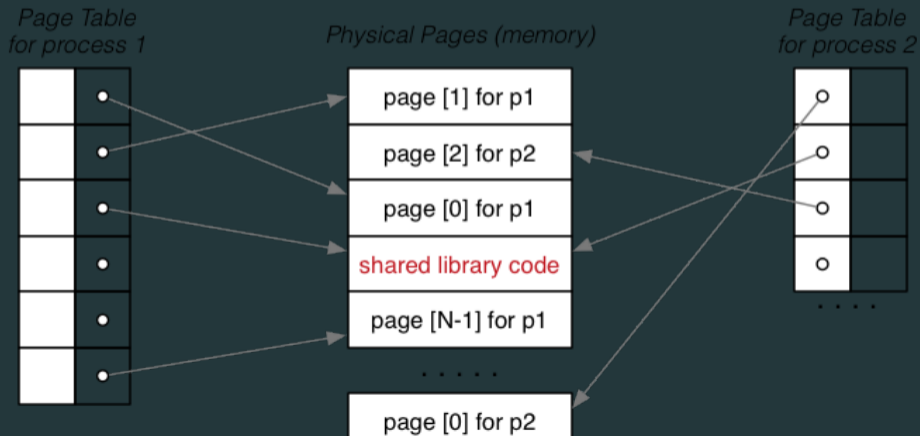 Page Table
for process 1
Physical Pages (memory)
Page Table
for process 2
page [1] for p1
page [2] for p2
page [0] for p1
shared library code
page [N-1] for p1
. . . . .
page [0] for p2
. . . .